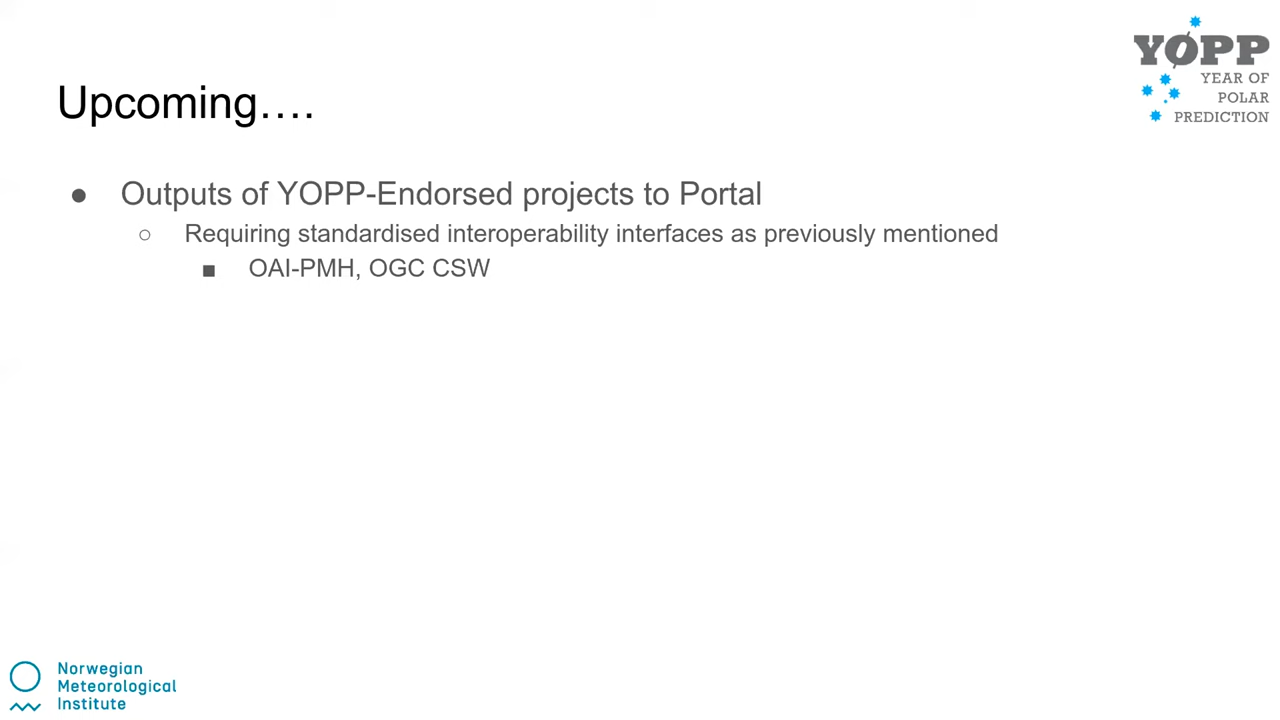 YOPP
YEAR OF
POLAR
PREDICTION
Upcoming….
● Outputs of YOPP-Endorsed projects to Portal
○ Requiring standardised interoperability interfaces as previously mentioned
■ OAI-PMH, OGC CSW
Norwegian
Meteorological
Institute